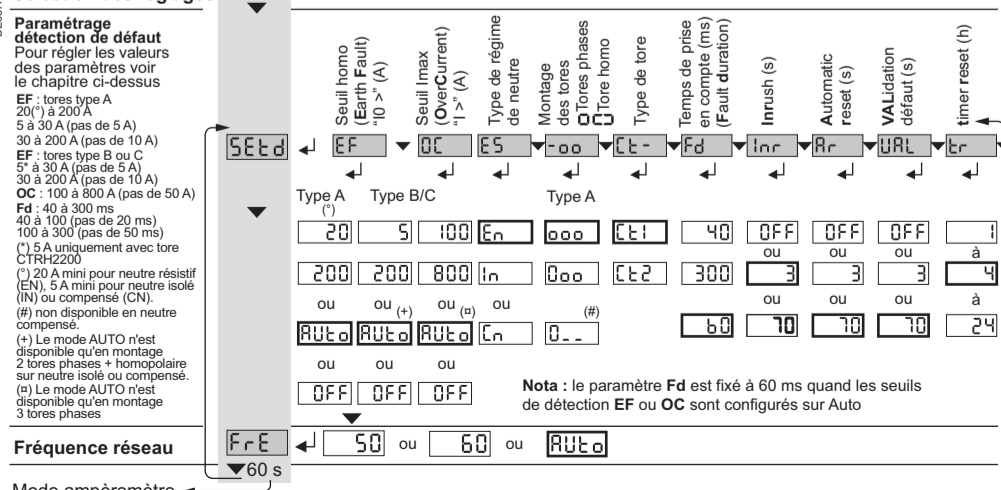 Paramétrage
détection de défaut
Pour régler les valeurs
des paramètres voir
le chapitre ci-dessus
EF : tores type A
20(°) à 200 A
5 à 30 A (pas de 5 A)
30 à 200 A (pas de 10 A)
EF : tores type B ou C
5* à 30 A (pas de 5 A)
30 à 200 A (pas de 10 A)
OC : 100 à 800 A (pas de 50 A)
Fd : 40 à 300 ms
40 à 100 (pas de 20 ms)
100 à 300 (pas de 50 ms)
(*) 5 A uniquement avec tore
CTRH2200
(°) 20 A mini pour neutre résistif
(EN), 5 A mini pour neutre isolé
(IN) ou compensé (CN).
(#) non disponible en neutre
compensé.
(+) Le mode AUTO n'est
disponible qu'en montage
2 tores phases + homopolaire
sur neutre isolé ou compensé.
(¤) Le mode AUTO n'est
disponible qu'en montage
3 tores phases
Seuil homo
(Earth Fault)
"I0 >" (A)
Seuil Imax
(OverCurrent)
"I >" (A)
Type de régime
de neutre
Montage
des tores
Tores phases
Tore homo
Type de tore
Temps de prise
en compte (ms)
(Fault duration)
Inrush (s)
Automatic
reset (s)
VALidation
défaut (s)
timer reset (h)
SEtd EF OC ES -oo Ct- Fd Inr Ar UAL tr
Type A Type B/C Type A
(°)
20 5 100 En ooo Ct1 40 OFF OFF OFF 1
ou ou ou à
200 200 800 In 0oo Ct2 300 3 3 3 4
ou ou (+) ou (¤) ou (#) ou ou ou à
AUto AUto AUto Cn 0-- 60 70 70 70 24
ou ou ou
OFF OFF OFF
Nota : le paramètre Fd est fixé à 60 ms quand les seuils
de détection EF ou OC sont configurés sur Auto
Fréquence réseau FrE 50 ou 60 ou AUto
60 s
Mode ampèremètre